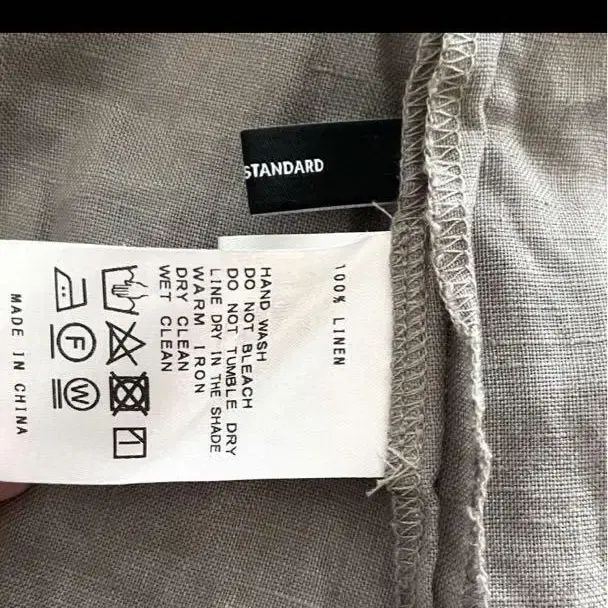 STANDARD
100% LINEN
HAND WASH
DO NOT BLEACH
DO NOT TUMBLE DRY
LINE DRY IN THE SHADE
WARM IRON
DRY CLEAN
WET CLEAN
F
W
MADE IN CHINA